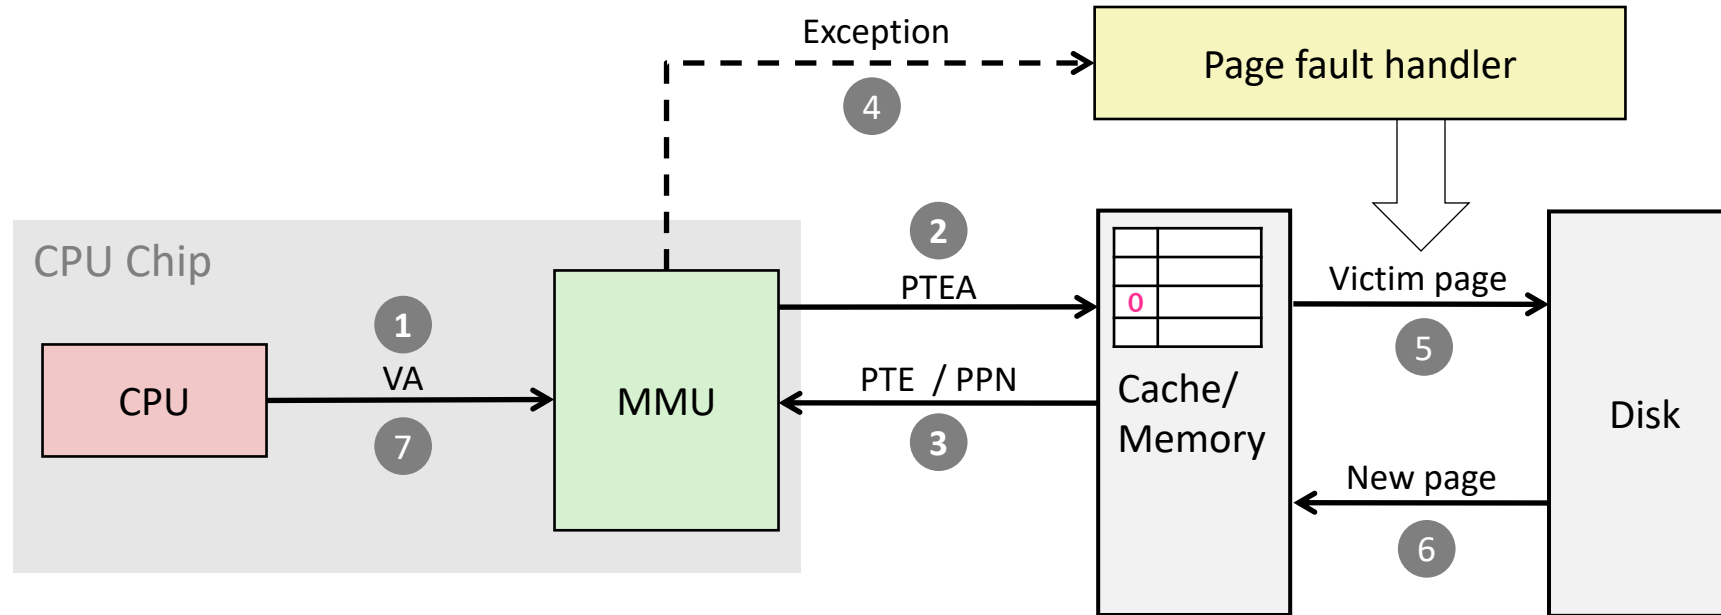 Exception
Page fault handler
4
2
CPU Chip
PTEA
0
Victim page
1
5
VA
CPU
MMU
PTE / PPN
Cache/
Memory
Disk
7
3
New page
6